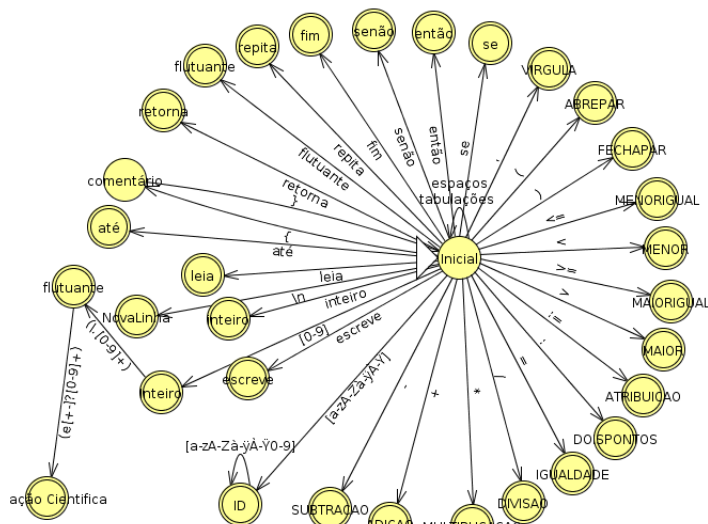 senão
então
fim
se
repita
flutuante
VIRGULA
ABREPAR
retorna
FECHAPAR
,
(
)
se
então
senão
fim
repita
flutuante
retorna
espaços
tabulações
comentário
}
{
MENORIGUAL
<=
até
até
<
MENOR
Inicial
leia
leia
>=
MAIORIGUAL
flutuante
\n
NovaLinha
inteiro
inteiro
>
MAIOR
(\,[0-9]+)
[0-9]
escreve
escreve
Inteiro
:=
ATRIBUICAO
:
DOISPONTOS
(e[+-]?[0-9]+)
[a-zA-Zà-ÿÀ-Ÿ]
-
+
*
/
=
IGUALDADE
[a-zA-Zà-ÿÀ-Ÿ0-9]
ação Cientifica
ID
SUBTRACAO
DIVISAO
ADICAO
MULTIPLICACAO